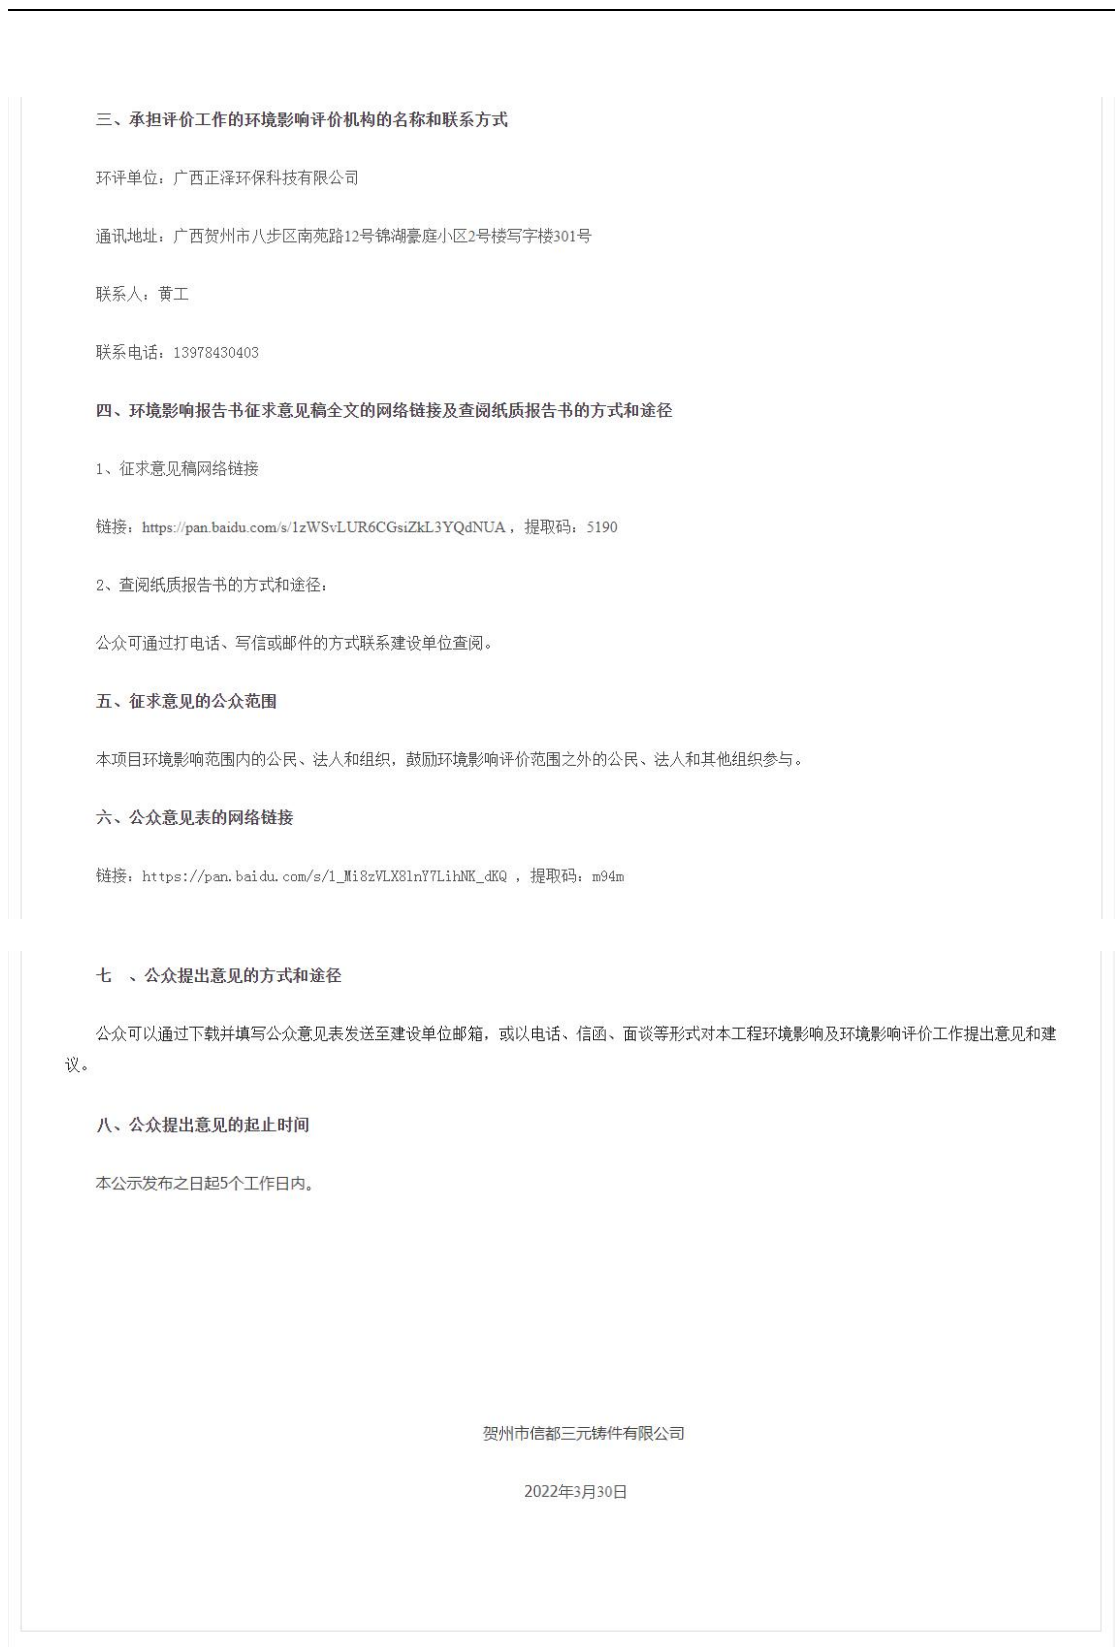 三、承担评价工作的环境影响评价机构的名称和联系方式
环评单位：广西正泽环保科技有限公司
通讯地址：广西贺州市八步区南苑路12号锦湖豪庭小区2号楼写字楼301号
联系人：黄工
联系电话：13978430403
四、环境影响报告书征求意见稿全文的网络链接及查阅纸质报告书的方式和途径
1、征求意见稿网络链接
链接：https://pan.baidu.com/s/1zWSvLUR6CGsiZkL3YQdNUA，提取码：5190
2、查阅纸质报告书的方式和途径：
公众可通过打电话、写信或邮件的方式联系建设单位查阅。
五、征求意见的公众范围
本项目环境影响范围内的公民、法人和组织，鼓励环境影响评价范围之外的公民、法人和其他组织参与。
六、公众意见表的网络链接
链接：https://pan.baidu.com/s/1_Mi8zVLX8lnY7LihNK_dKQ ，提取码：m94m
七 、公众提出意见的方式和途径
公众可以通过下载并填写公众意见表发送至建设单位邮箱，或以电话、信函、面谈等形式对本工程环境影响及环境影响评价工作提出意见和建
议。
八、公众提出意见的起止时间
本公示发布之日起5个工作日内。
贺州市信都三元铸件有限公司
2022年3月30日